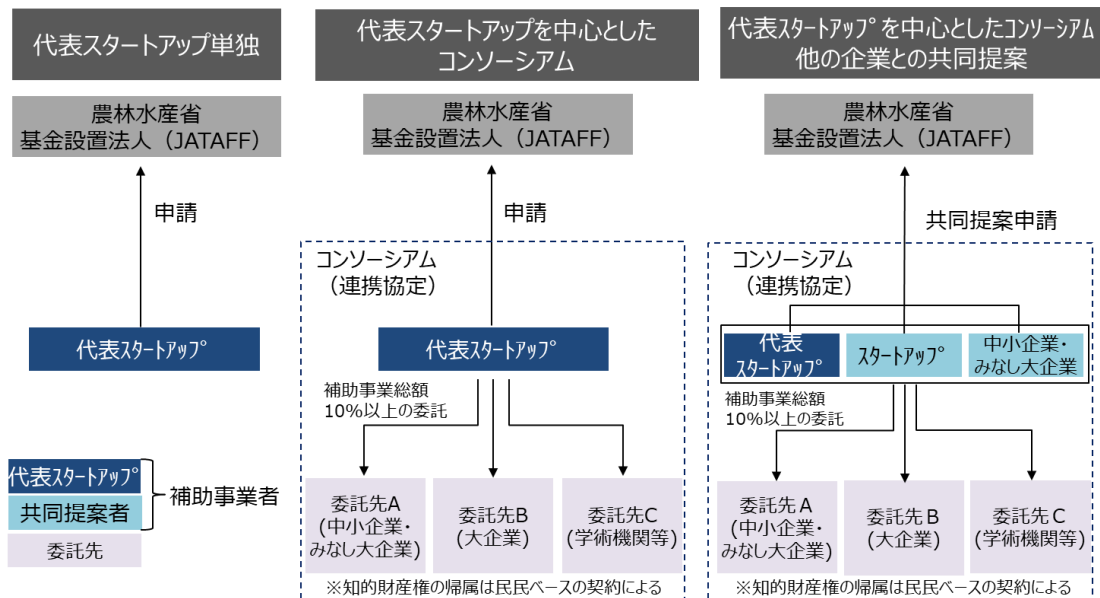 代表スタートアップ単独
農林水産省
基金設置法人（JATAFF）
申請
代表ｽﾀｰﾄｱｯﾌﾟ
代表ｽﾀｰﾄｱｯﾌﾟ
共同提案者
委託先
補助事業者
代表スタートアップを中心とした
コンソーシアム
農林水産省
基金設置法人（JATAFF）
申請
コンソーシアム
（連携協定）
代表ｽﾀｰﾄｱｯﾌﾟ
補助事業総額
10％以上の委託
委託先A
(中小企業・
みなし大企業)
委託先B
(大企業)
委託先C
(学術機関等)
※知的財産権の帰属は民民ベースの契約による
代表ｽﾀｰﾄｱｯﾌﾟを中心としたｺﾝｿｰｼｱﾑ
他の企業との共同提案
農林水産省
基金設置法人（JATAFF）
共同提案申請
コンソーシアム
（連携協定）
代表
ｽﾀｰﾄｱｯﾌﾟ
ｽﾀｰﾄｱｯﾌﾟ
中小企業・
みなし大企業
補助事業総額
10％以上の委託
委託先Ａ
(中小企業・
みなし大企業)
委託先Ｂ
(大企業)
委託先Ｃ
(学術機関等)
※知的財産権の帰属は民民ベースの契約による